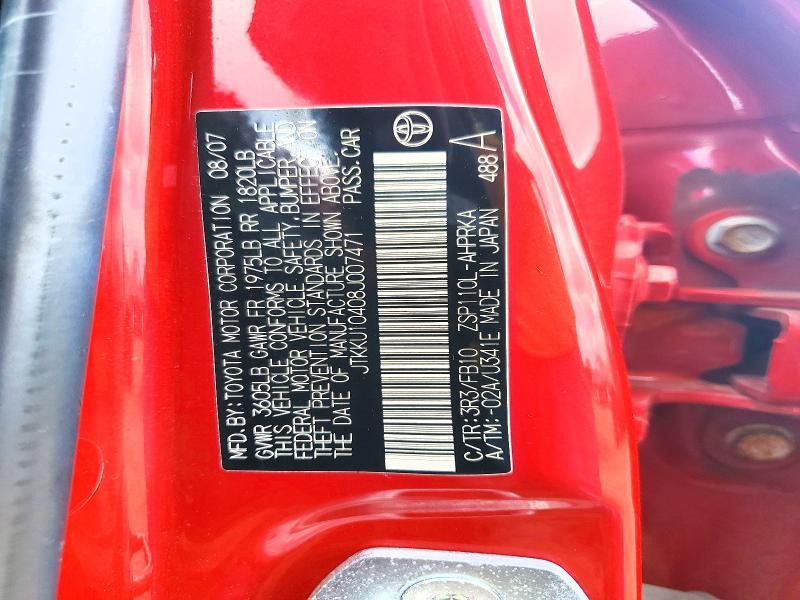 MFD. BY: TOYOTA MOTOR CORPORATION 08/07
GVWR 3605LB GAWR FR 1975LB RR 1820LB
THIS VEHICLE CONFORMS TO ALL APPLICABLE
FEDERAL MOTOR VEHICLE SAFETY, BUMPER, AND
THEFT PREVENTION STANDARDS IN EFFECT ON
THE DATE OF MANUFACTURE SHOWN ABOVE.
JTKKU10408J007471 PASS. CAR
C/TR: 3R3/FB10 ZSP110L-AHPRKA
A/TM: -02A/U341E MADE IN JAPAN 488 A